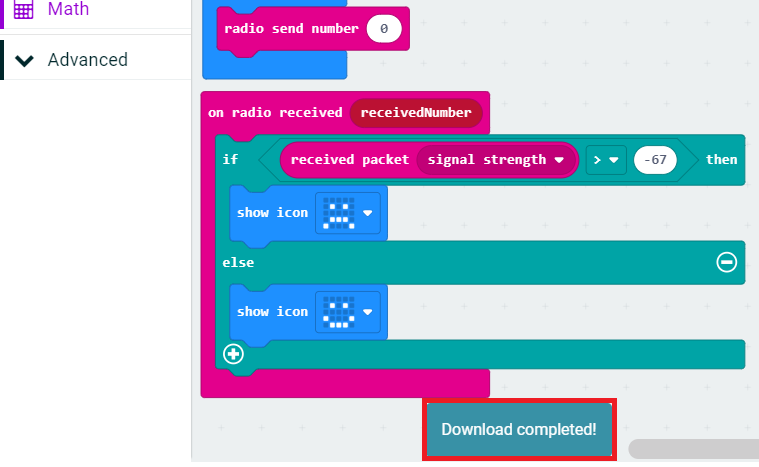 Math
Advanced
radio send number 0
on radio received receivedNumber
if received packet signal strength > -67 then
show icon
else
show icon
Download completed!